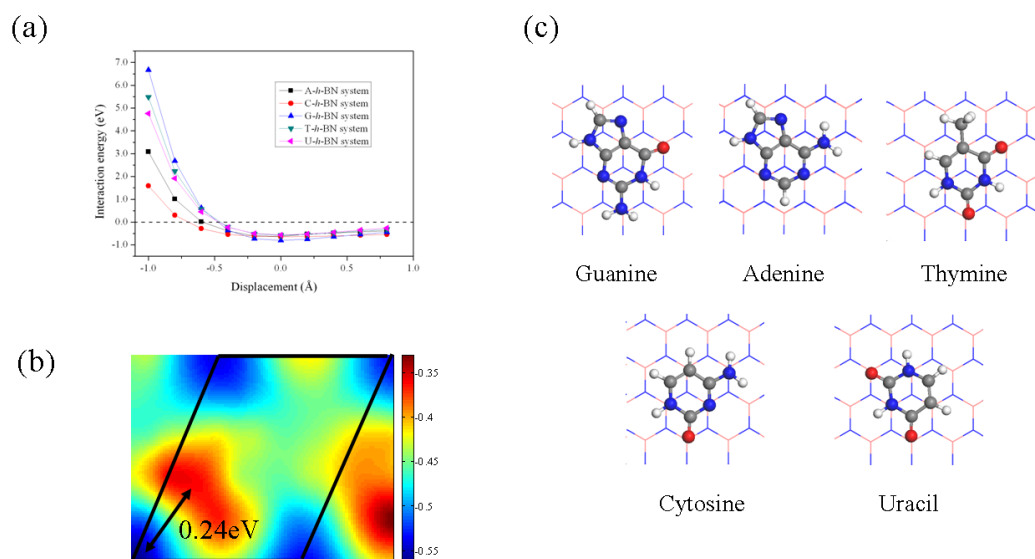 (a)
7.0
6.0
5.0
4.0
3.0
2.0
1.0
0.0
-1.0
Interaction energy (eV)
A-h-BN system
C-h-BN system
G-h-BN system
T-h-BN system
U-h-BN system
-1.0 -0.5 0.0 0.5 1.0
Displacement (Å)
(b)
0.24eV
-0.35
-0.4
-0.45
-0.5
-0.55
(c)
Guanine Adenine Thymine
Cytosine Uracil